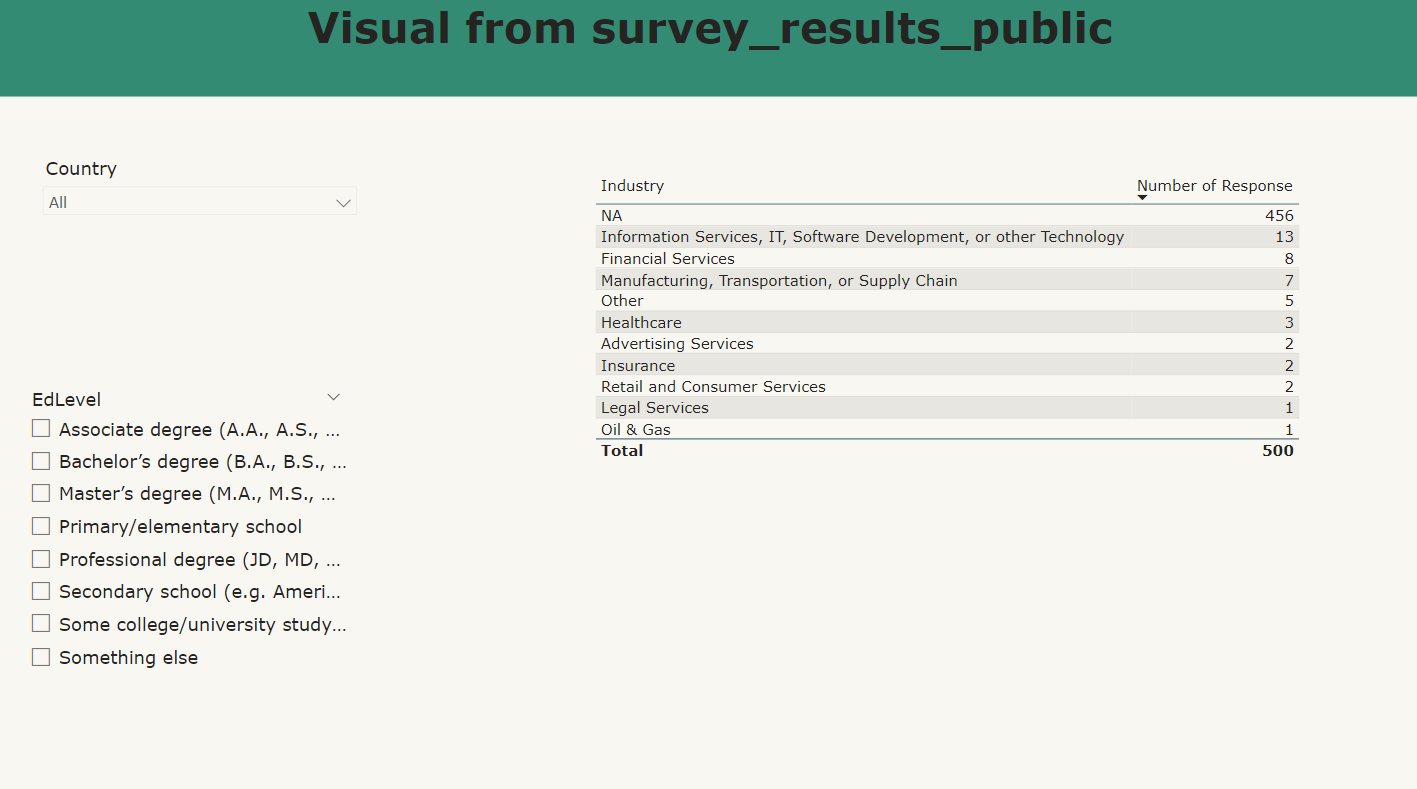 Visual from survey_results_public
Country
All
EdLevel
Associate degree (A.A., A.S., ...
Bachelor’s degree (B.A., B.S., ...
Master’s degree (M.A., M.S., ...
Primary/elementary school
Professional degree (JD, MD, ...
Secondary school (e.g. Ameri...
Some college/university study...
Something else
Industry Number of Response
NA 456
Information Services, IT, Software Development, or other Technology 13
Financial Services 8
Manufacturing, Transportation, or Supply Chain 7
Other 5
Healthcare 3
Advertising Services 2
Insurance 2
Retail and Consumer Services 2
Legal Services 1
Oil & Gas 1
Total 500